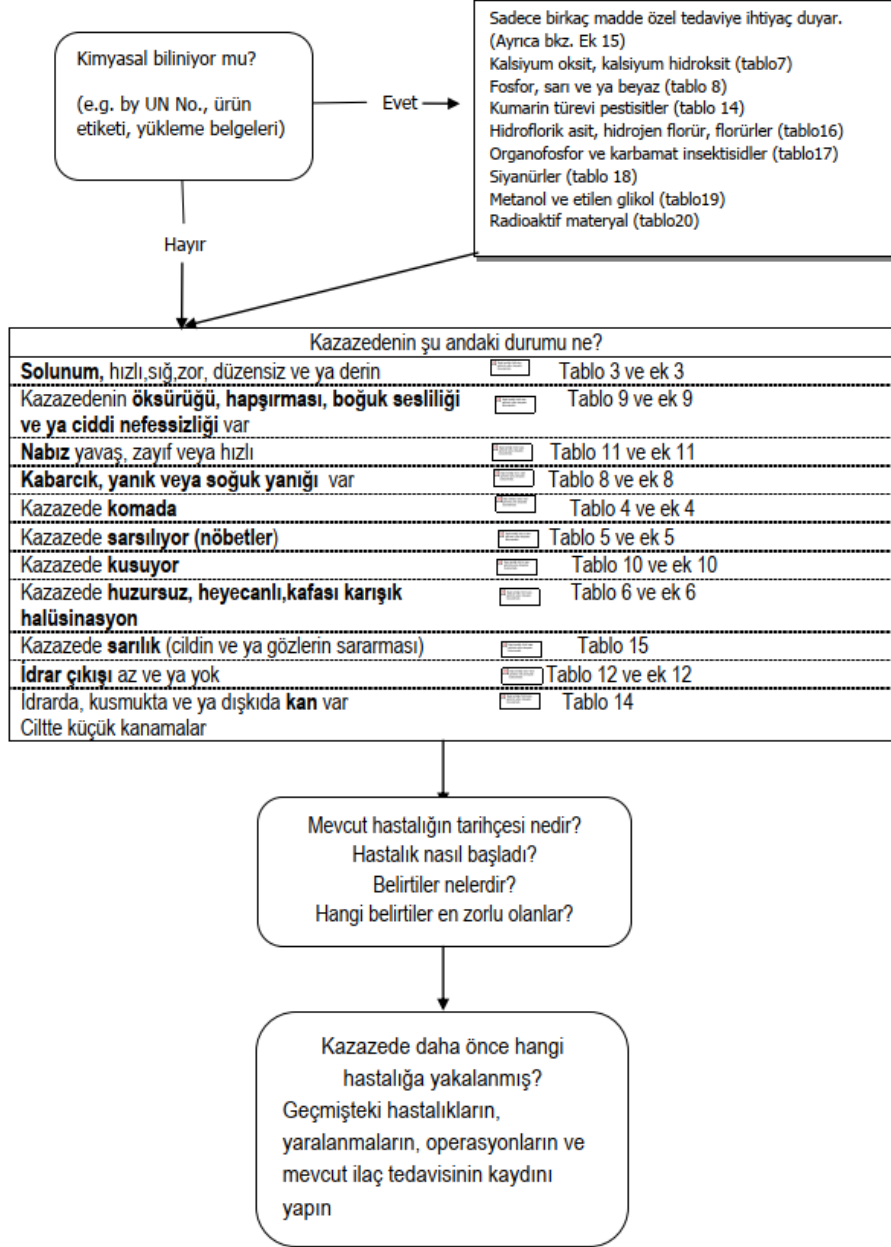 Kimyasal biliniyor mu?
(e.g. by UN No., ürün
etiketi, yükleme belgeleri)
Evet
Sadece birkaç madde özel tedaviye ihtiyaç duyar.
(Ayrıca bkz. Ek 15)
Kalsiyum oksit, kalsiyum hidroksit (tablo7)
Fosfor, sarı ve ya beyaz (tablo 8)
Kumarin türevi pestisitler (tablo 14)
Hidroflorik asit, hidrojen florür, florürler (tablo16)
Organofosfor ve karbamat insektisidler (tablo17)
Siyanürler (tablo 18)
Metanol ve etilen glikol (tablo19)
Radioaktif materyal (tablo20)
Hayır
Kazazedenin şu andaki durumu ne?
Solunum, hızlı,sığ,zor, düzensiz ve ya derin Tablo 3 ve ek 3
Kazazedenin öksürüğü, hapşırması, boğuk sesliliği Tablo 9 ve ek 9
ve ya ciddi nefessizliği var
Nabız yavaş, zayıf veya hızlı Tablo 11 ve ek 11
Kabarcık, yanık veya soğuk yanığı var Tablo 8 ve ek 8
Kazazede komada Tablo 4 ve ek 4
Kazazede sarsılıyor (nöbetler) Tablo 5 ve ek 5
Kazazede kusuyor Tablo 10 ve ek 10
Kazazede huzursuz, heyecanlı,kafası karışık Tablo 6 ve ek 6
halüsinasyon
Kazazede sarılık (cildin ve ya gözlerin sararması) Tablo 15
İdrar çıkışı az ve ya yok Tablo 12 ve ek 12
İdrarda, kusmukta ve ya dışkıda kan var Tablo 14
Ciltte küçük kanamalar
Mevcut hastalığın tarihçesi nedir?
Hastalık nasıl başladı?
Belirtiler nelerdir?
Hangi belirtiler en zorlu olanlar?
Kazazede daha önce hangi
hastalığa yakalanmış?
Geçmişteki hastalıkların,
yaralanmaların, operasyonların ve
mevcut ilaç tedavisinin kaydını
yapın